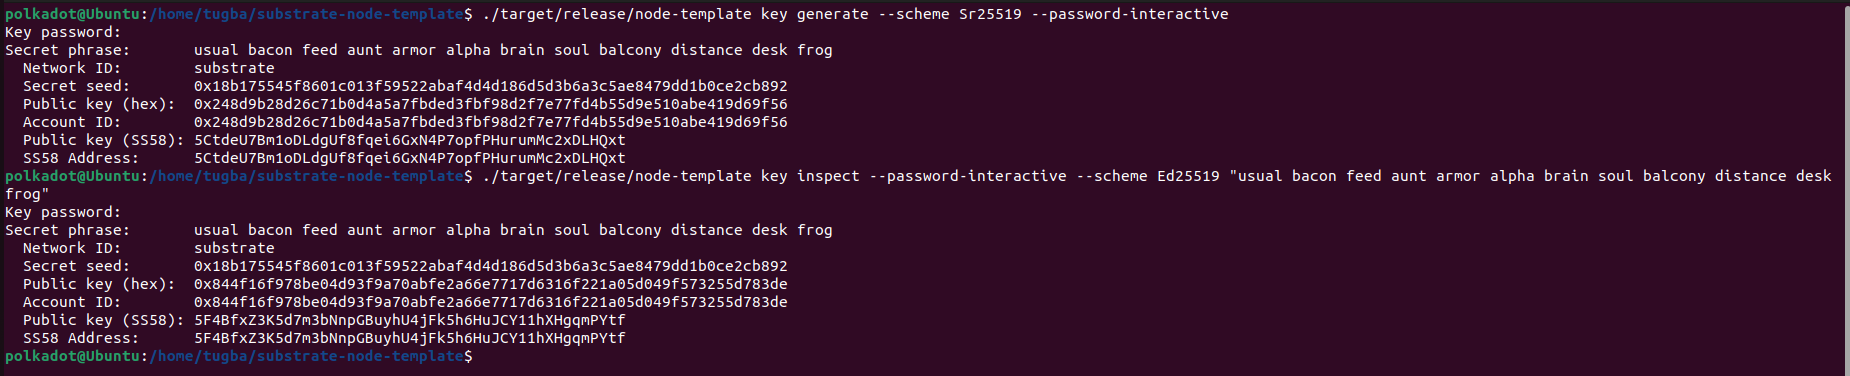 polkadot@Ubuntu:/home/tugba/substrate-node-template$ ./target/release/node-template key generate --scheme Sr25519 --password-interactive
Key password:
Secret phrase:       usual bacon feed aunt armor alpha brain soul balcony distance desk frog
  Network ID:        substrate
  Secret seed:       0x18b175545f8601c013f59522abaf4d4d186d5d3b6a3c5ae8479dd1b0ce2cb892
  Public key (hex):  0x248d9b28d26c71b0d4a5a7fbded3fbf98d2f7e77fd4b55d9e510abe419d69f56
  Account ID:        0x248d9b28d26c71b0d4a5a7fbded3fbf98d2f7e77fd4b55d9e510abe419d69f56
  Public key (SS58): 5CtdeU7Bm1oDLdgUf8fqei6GxN4P7opfPHurumMc2xDLHQxt
  SS58 Address:      5CtdeU7Bm1oDLdgUf8fqei6GxN4P7opfPHurumMc2xDLHQxt
polkadot@Ubuntu:/home/tugba/substrate-node-template$ ./target/release/node-template key inspect --password-interactive --scheme Ed25519 "usual bacon feed aunt armor alpha brain soul balcony distance desk
frog"
Key password:
Secret phrase:       usual bacon feed aunt armor alpha brain soul balcony distance desk frog
  Network ID:        substrate
  Secret seed:       0x18b175545f8601c013f59522abaf4d4d186d5d3b6a3c5ae8479dd1b0ce2cb892
  Public key (hex):  0x844f16f978be04d93f9a70abfe2a66e7717d6316f221a05d049f573255d783de
  Account ID:        0x844f16f978be04d93f9a70abfe2a66e7717d6316f221a05d049f573255d783de
  Public key (SS58): 5F4BfxZ3K5d7m3bNnpGBuyhU4jFk5h6HuJCY11hXHgqmPYtf
  SS58 Address:      5F4BfxZ3K5d7m3bNnpGBuyhU4jFk5h6HuJCY11hXHgqmPYtf
polkadot@Ubuntu:/home/tugba/substrate-node-template$